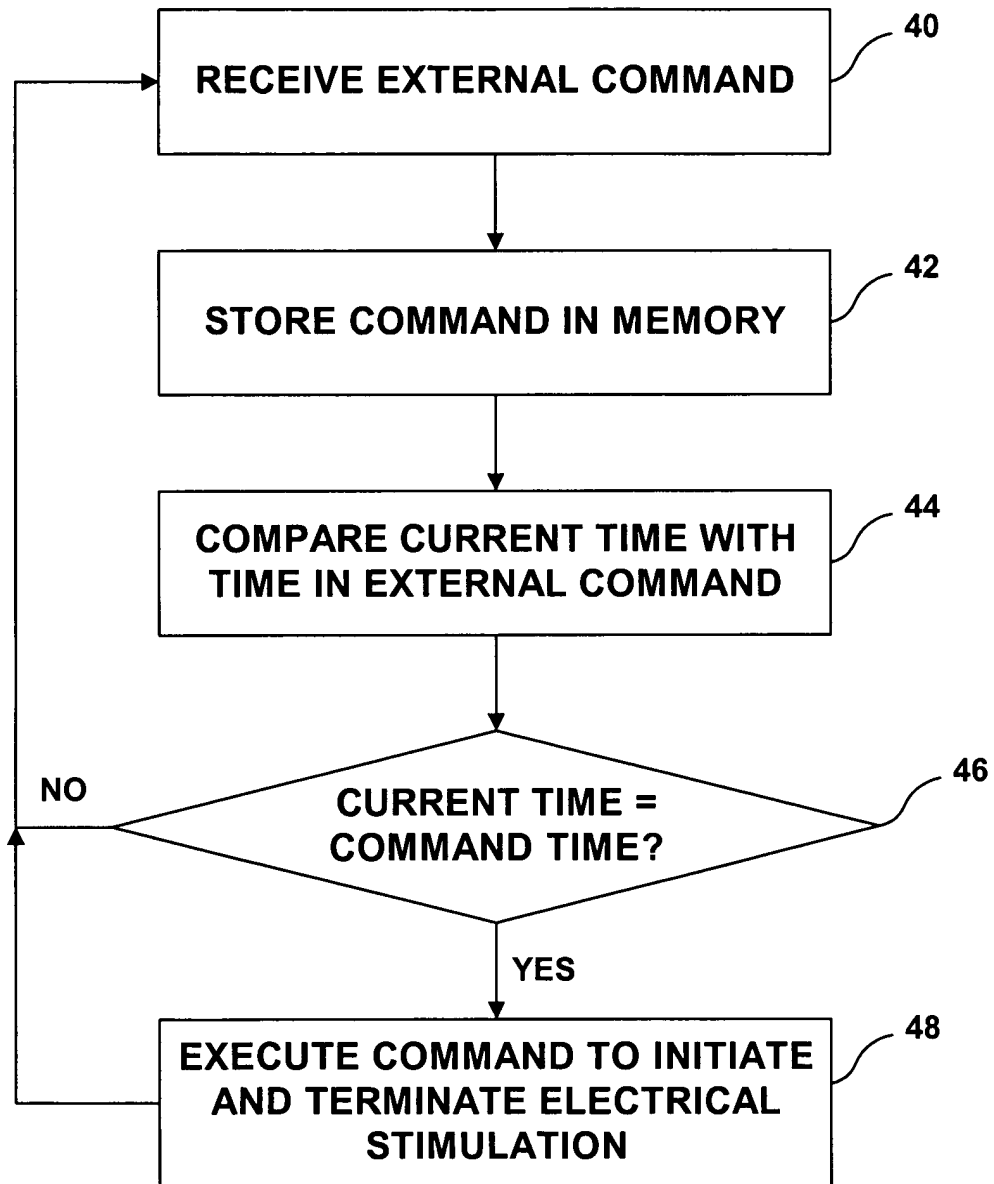 40
RECEIVE EXTERNAL COMMAND
42
STORE COMMAND IN MEMORY
44
COMPARE CURRENT TIME WITH
TIME IN EXTERNAL COMMAND
46
NO
CURRENT TIME =
COMMAND TIME?
YES
48
EXECUTE COMMAND TO INITIATE
AND TERMINATE ELECTRICAL
STIMULATION